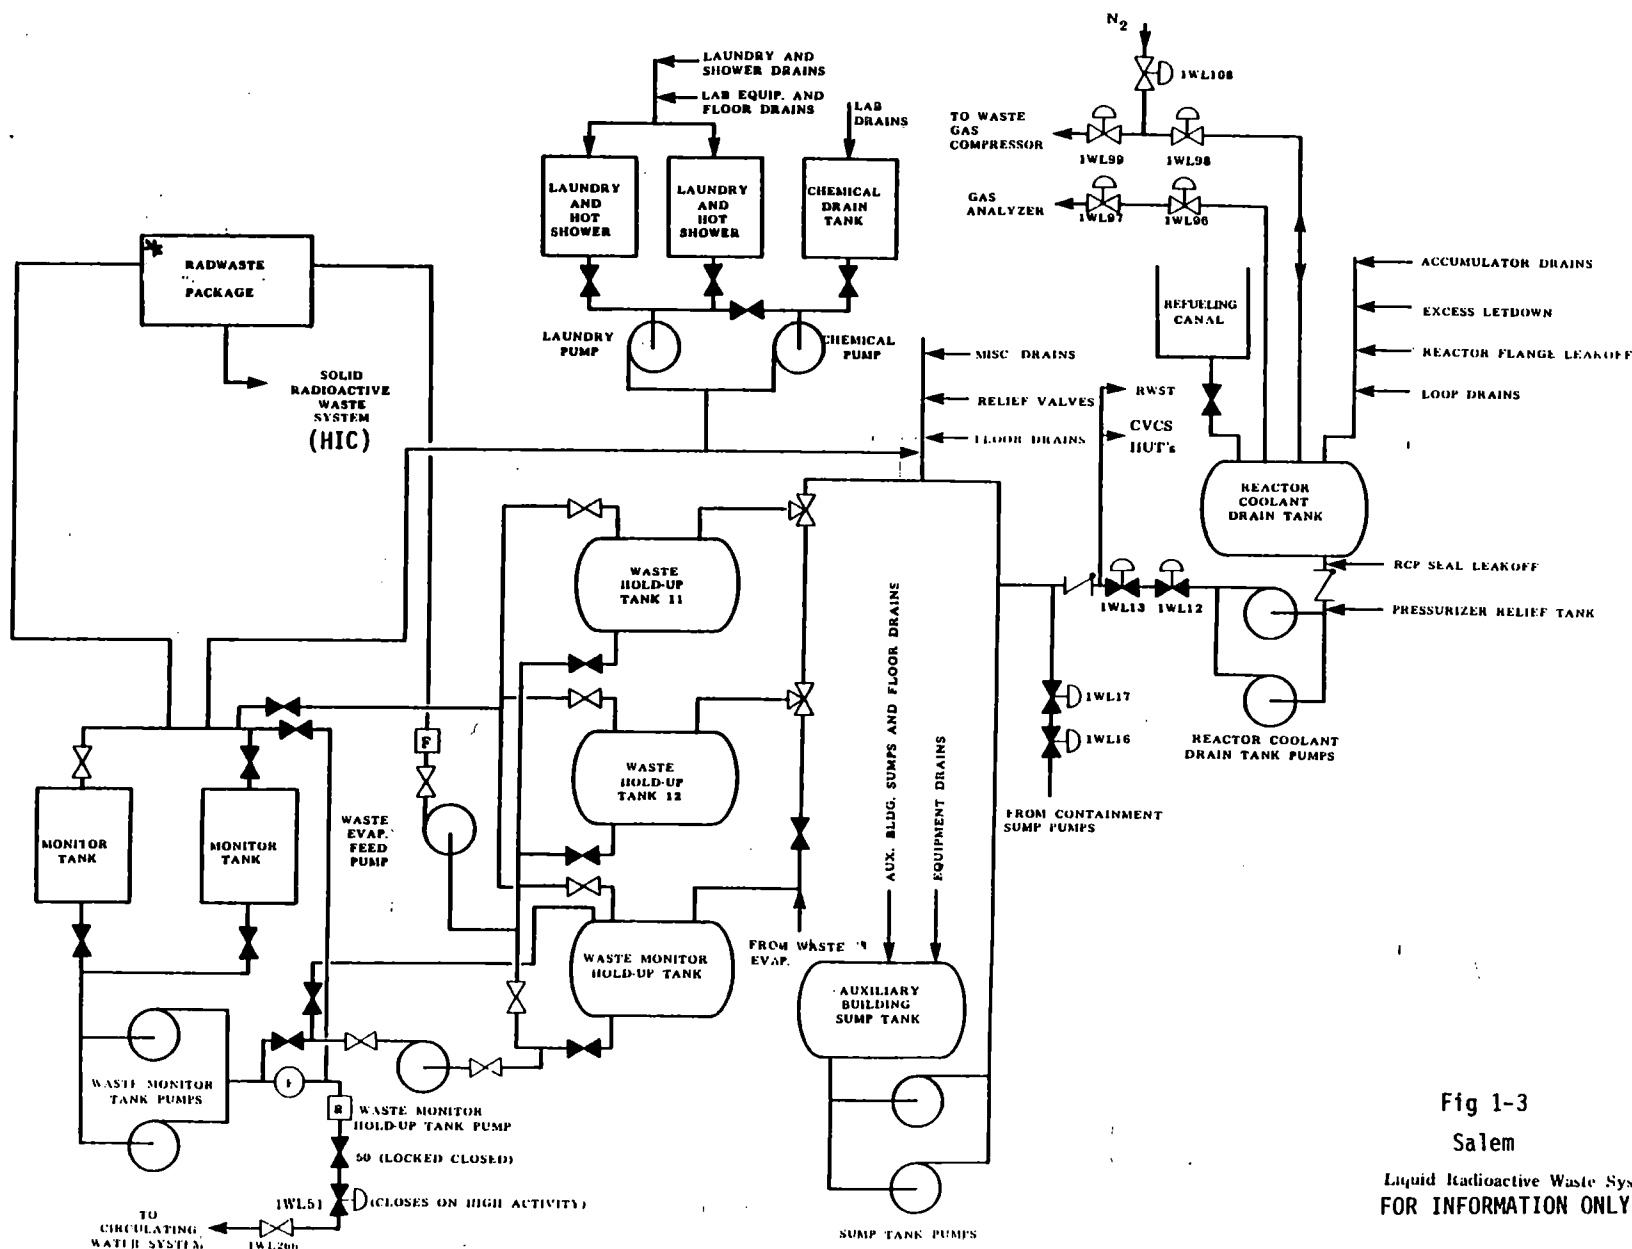 N2
1WL108
LAUNDRY AND
SHOWER DRAINS
LAB EQUIP. AND
FLOOR DRAINS
LAB
DRAINS
TO WASTE
GAS
COMPRESSOR
1WL99
1WL98
GAS
ANALYZER
1WL97
1WL96
LAUNDRY
AND
HOT
SHOWER
LAUNDRY
AND
HOT
SHOWER
CHEMICAL
DRAIN
TANK
RADWASTE
PACKAGE
REFUELING
CANAL
ACCUMULATOR DRAINS
EXCESS LETDOWN
REACTOR FLANGE LEAKOFF
LOOP DRAINS
LAUNDRY
PUMP
CHEMICAL
PUMP
SOLID
RADIOACTIVE
WASTE
SYSTEM
(HIC)
MISC DRAINS
RELIEF VALVES
FLOOR DRAINS
RWST
CVCS
HUT's
REACTOR
COOLANT
DRAIN TANK
RCP SEAL LEAKOFF
PRESSURIZER RELIEF TANK
1WL13
1WL12
WASTE
HOLD-UP
TANK 11
1WL17
1WL16
REACTOR COOLANT
DRAIN TANK PUMPS
FROM CONTAINMENT
SUMP PUMPS
AUX. BLDG. SUMPS AND FLOOR DRAINS
EQUIPMENT DRAINS
F
WASTE
HOLD-UP
TANK 12
WASTE
EVAP.
FEED
PUMP
MONITOR
TANK
MONITOR
TANK
WASTE MONITOR
HOLD-UP TANK
FROM WASTE
EVAP.
AUXILIARY
BUILDING
SUMP TANK
WASTE MONITOR
TANK PUMPS
R
WASTE MONITOR
HOLD-UP TANK PUMP
50 (LOCKED CLOSED)
1WL51
(CLOSES ON HIGH ACTIVITY)
TO
CIRCULATING
WATER SYSTEM
SUMP TANK PUMPS
Fig 1-3
Salem
Liquid Radioactive Waste Sys
FOR INFORMATION ONLY